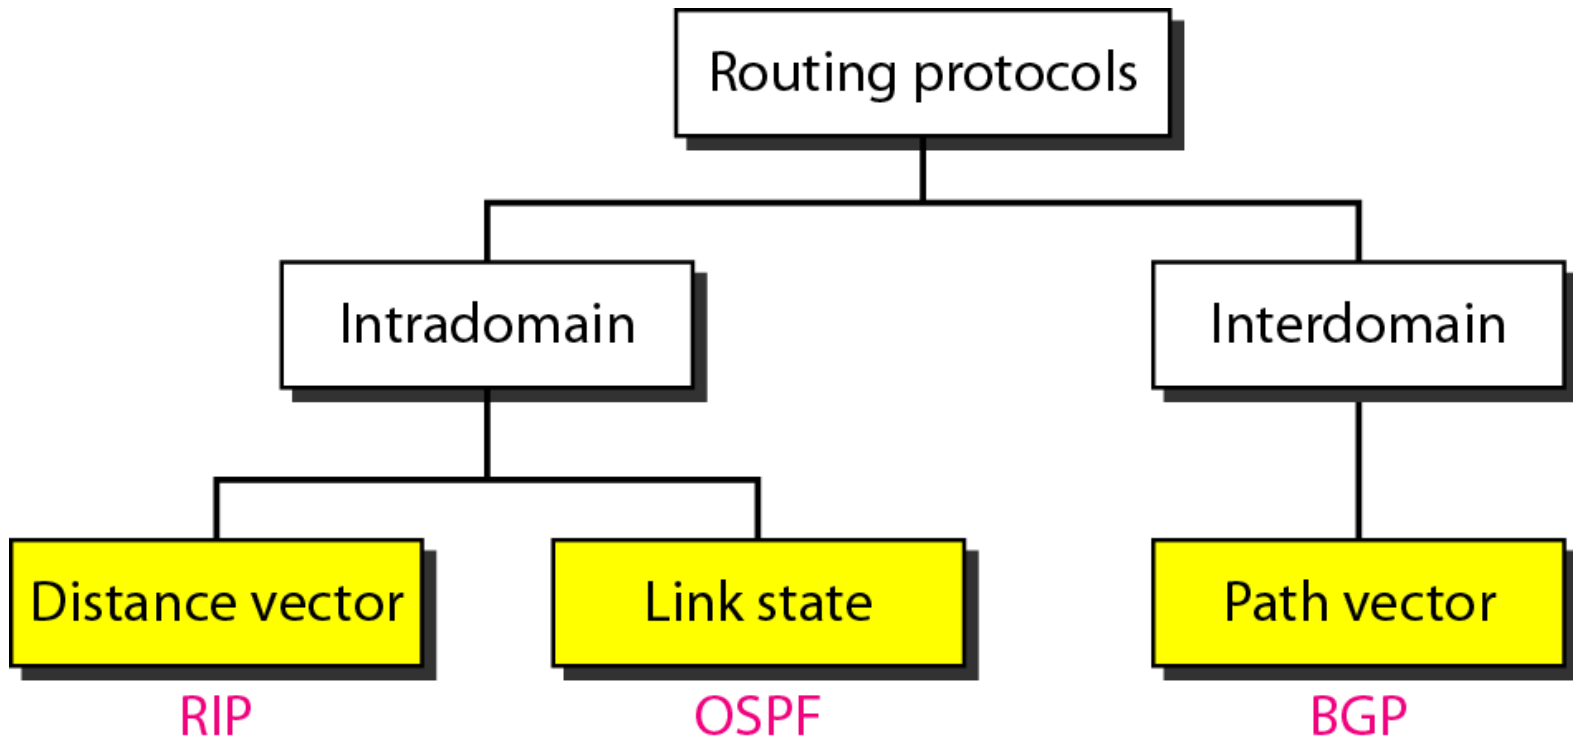 Routing protocols
Intradomain
Interdomain
Distance vector
Link state
Path vector
RIP
OSPF
BGP